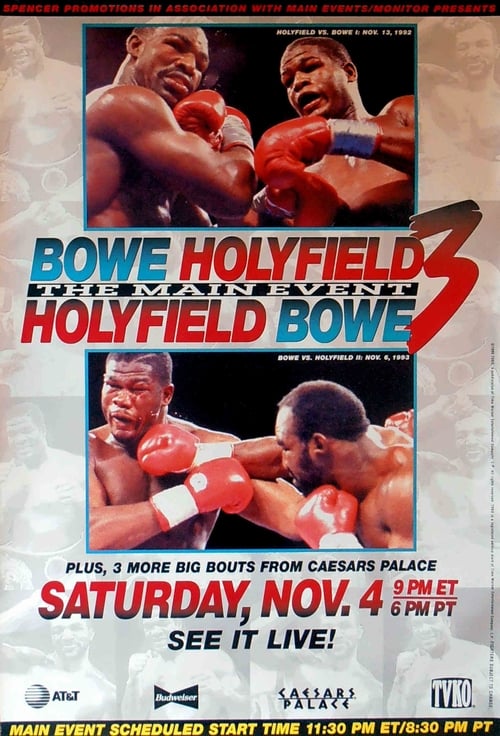 SPENCER PROMOTIONS IN ASSOCIATION WITH MAIN EVENTS/MONITOR PRESENTS
HOLYFIELD VS. BOWE I: NOV. 13, 1992
BOWE HOLYFIELD 3
THE MAIN EVENT
HOLYFIELD BOWE
BOWE VS. HOLYFIELD II: NOV. 6, 1993
PLUS, 3 MORE BIG BOUTS FROM CAESARS PALACE
SATURDAY, NOV. 4 9 PM ET
6 PM PT
SEE IT LIVE!
AT&T
Budweiser
CAESARS
PALACE
TVKO
MAIN EVENT SCHEDULED START TIME 11:30 PM ET/8:30 PM PT